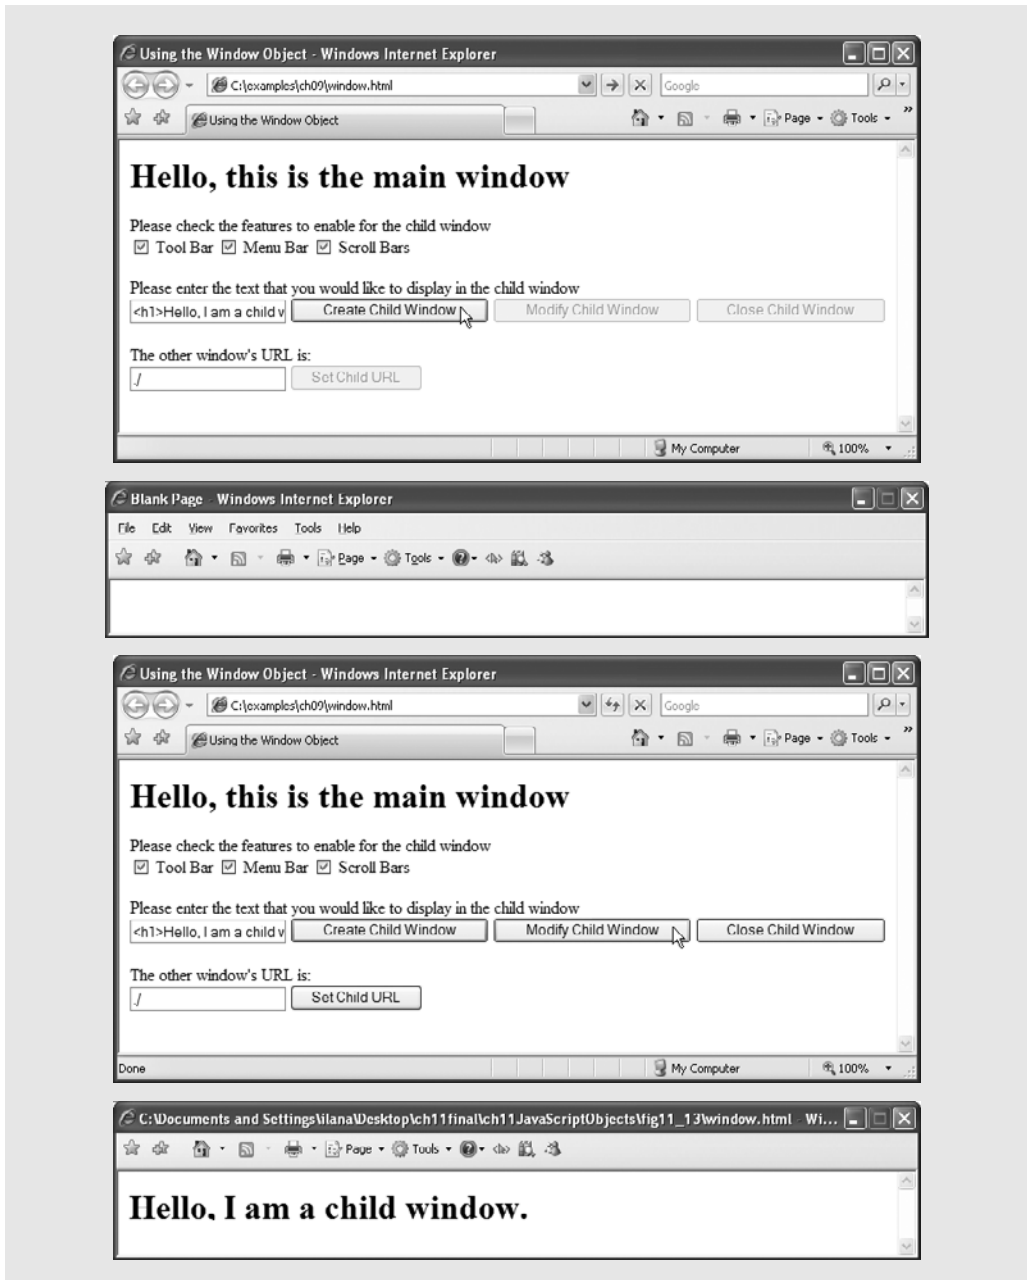 Using the Window Object - Windows Internet Explorer
C:\examples\ch09\window.html
Google
Using the Window Object
Page
Tools
»
Hello, this is the main window
Please check the features to enable for the child window
Tool Bar Menu Bar Scroll Bars
Please enter the text that you would like to display in the child window
<h1>Hello, I am a child Create Child Window Modify Child Window Close Child Window
The other window's URL is:
./ Set Child URL
My Computer 100%
Blank Page - Windows Internet Explorer
File Edit View Favorites Tools Help
Page Tools
Using the Window Object - Windows Internet Explorer
C:\examples\ch09\window.html
Google
Using the Window Object
Page
Tools
»
Hello, this is the main window
Please check the features to enable for the child window
Tool Bar Menu Bar Scroll Bars
Please enter the text that you would like to display in the child window
<h1>Hello, I am a child Create Child Window Modify Child Window Close Child Window
The other window's URL is:
./ Set Child URL
Done My Computer 100%
C:\Documents and Settings\ilana\Desktop\ch11final\ch11JavaScriptObjects\fig11_13\window.html - Wi...
Page Tools
Hello, I am a child window.